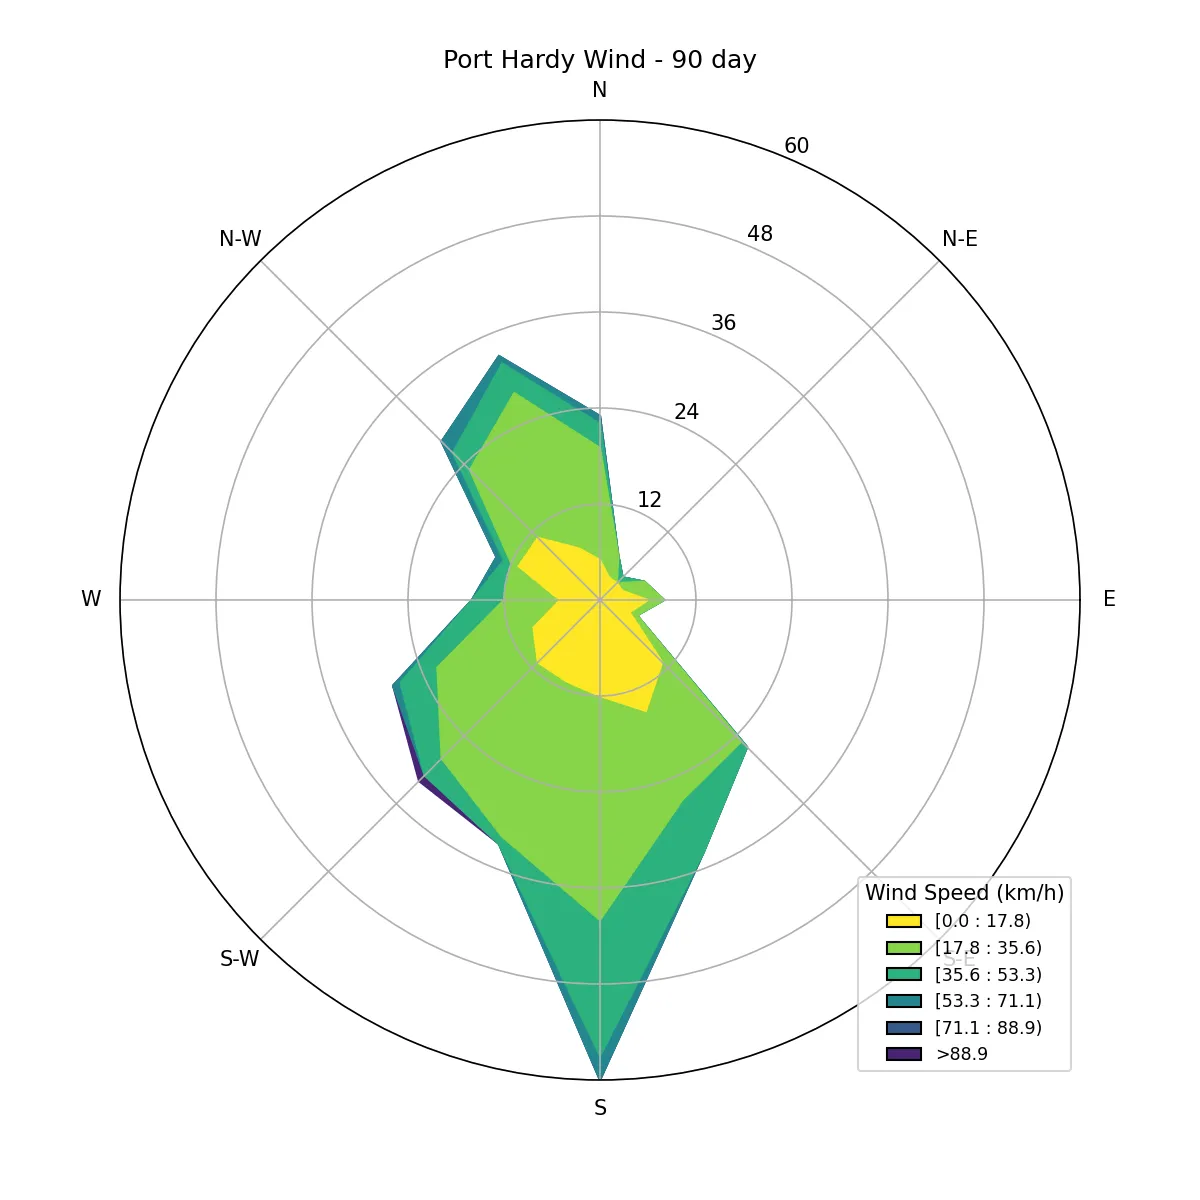 Port Hardy Wind - 90 day
N
60
N-W
48
N-E
36
24
12
W
E
Wind Speed (km/h)
[0.0 : 17.8)
[17.8 : 35.6)
S-W
S-E
[35.6 : 53.3)
[53.3 : 71.1)
[71.1 : 88.9)
>88.9
S